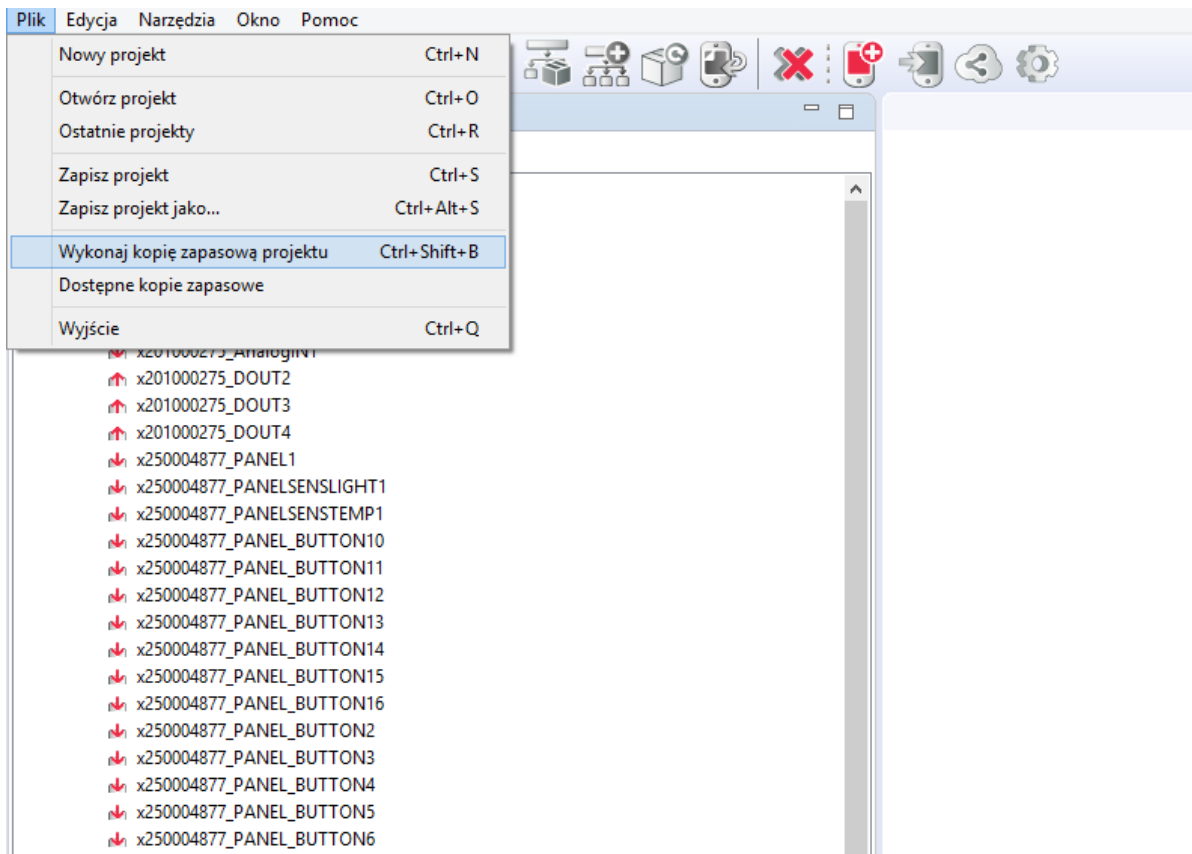 Plik Edycja Narzędzia Okno Pomoc
Nowy projekt Ctrl+N
Otwórz projekt Ctrl+O
Ostatnie projekty Ctrl+R
Zapisz projekt Ctrl+S
Zapisz projekt jako... Ctrl+Alt+S
Wykonaj kopię zapasową projektu Ctrl+Shift+B
Dostępne kopie zapasowe
Wyjście Ctrl+Q
x201000275_AnalogIN1
x201000275_DOUT2
x201000275_DOUT3
x201000275_DOUT4
x250004877_PANEL1
x250004877_PANELSENSLIGHT1
x250004877_PANELSENSTEMP1
x250004877_PANEL_BUTTON10
x250004877_PANEL_BUTTON11
x250004877_PANEL_BUTTON12
x250004877_PANEL_BUTTON13
x250004877_PANEL_BUTTON14
x250004877_PANEL_BUTTON15
x250004877_PANEL_BUTTON16
x250004877_PANEL_BUTTON2
x250004877_PANEL_BUTTON3
x250004877_PANEL_BUTTON4
x250004877_PANEL_BUTTON5
x250004877_PANEL_BUTTON6